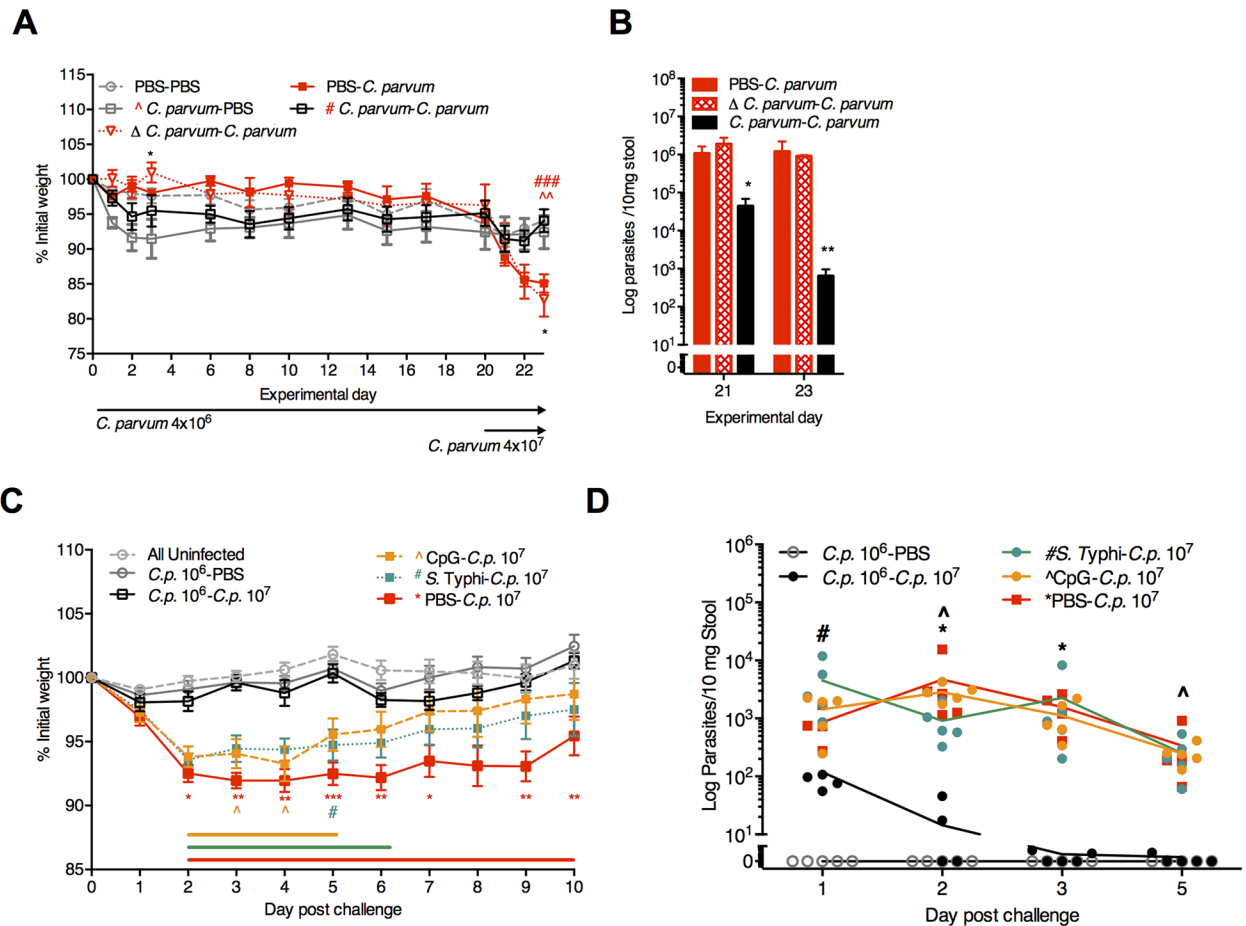 A
115
110
105
100
95
90
85
80
75
% Initial weight
PBS-PBS
PBS-C. parvum
^ C. parvum-PBS
# C. parvum-C. parvum
Δ C. parvum-C. parvum
*
###
^^
*
0 2 4 6 8 10 12 14 16 18 20 22
Experimental day
C. parvum 4x10⁶
C. parvum 4x10⁷
B
10⁸
10⁷
10⁶
10⁵
10⁴
10³
10²
10¹
0
Log parasites /10mg stool
PBS-C. parvum
Δ C. parvum-C. parvum
C. parvum-C. parvum
*
**
21 23
Experimental day
C
110
105
100
95
90
85
% Initial weight
All Uninfected
C.p. 10⁶-PBS
C.p. 10⁶-C.p. 10⁷
^ CpG-C.p. 10⁷
# S. Typhi-C.p. 10⁷
* PBS-C.p. 10⁷
* ** ** *** ** * ** **
^ ^ #
0 1 2 3 4 5 6 7 8 9 10
Day post challenge
D
10⁶
10⁵
10⁴
10³
10²
10¹
0
Log Parasites/10 mg Stool
C.p. 10⁶-PBS
C.p. 10⁶-C.p. 10⁷
#S. Typhi-C.p. 10⁷
^CpG-C.p. 10⁷
*PBS-C.p. 10⁷
#
^
*
*
^
1 2 3 5
Day post challenge